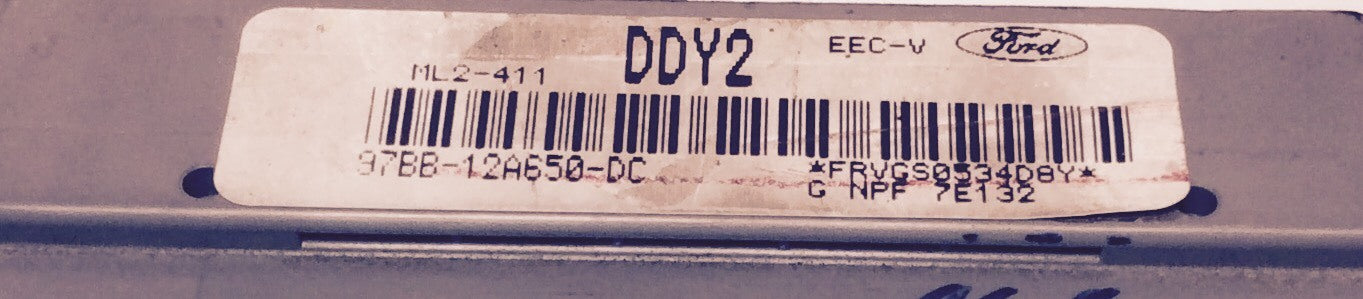 DDY2 EEC-V Ford
ML2-411
97BB-12A650-DC *FRVGS0534D8Y*
G NPF 7E132